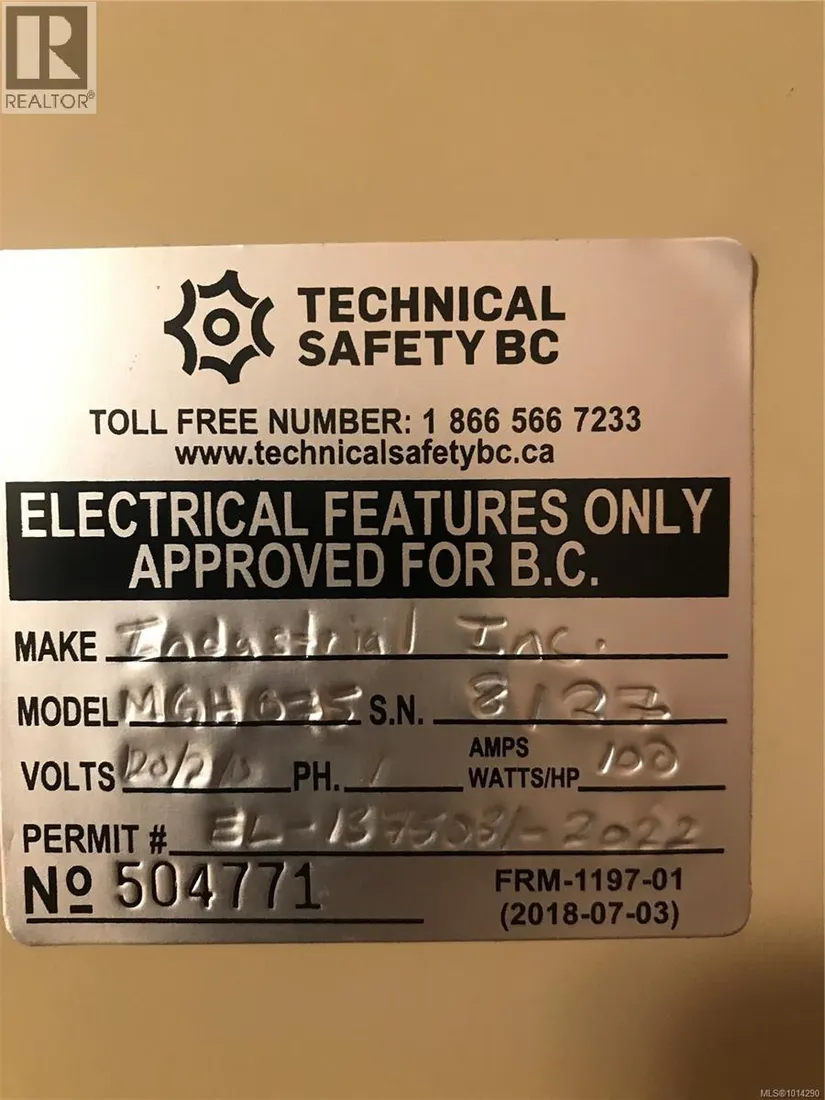 REALTOR®
TECHNICAL
SAFETY BC
TOLL FREE NUMBER: 1 866 566 7233
www.technicalsafetybc.ca
ELECTRICAL FEATURES ONLY
APPROVED FOR B.C.
MAKE Industrial Inc.
MODEL S.N.
VOLTS PH. 1 AMPS WATTS/HP 100
PERMIT #
Nº 504771
FRM-1197-01
(2018-07-03)
MLS®1014290